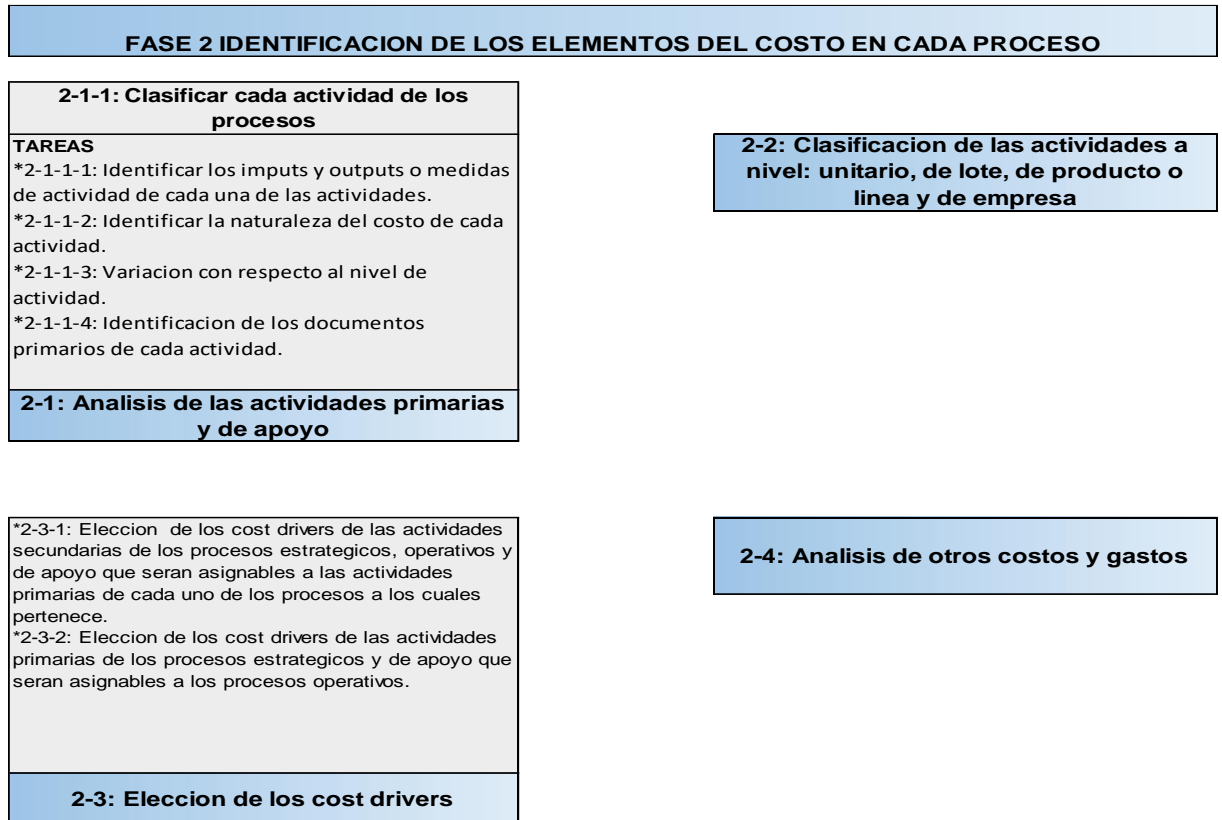 FASE 2 IDENTIFICACION DE LOS ELEMENTOS DEL COSTO EN CADA PROCESO
2-1-1: Clasificar cada actividad de los
procesos
TAREAS
*2-1-1-1: Identificar los imputs y outputs o medidas
de actividad de cada una de las actividades.
*2-1-1-2: Identificar la naturaleza del costo de cada
actividad.
*2-1-1-3: Variacion con respecto al nivel de
actividad.
*2-1-1-4: Identificacion de los documentos
primarios de cada actividad.
2-1: Analisis de las actividades primarias
y de apoyo
2-2: Clasificacion de las actividades a
nivel: unitario, de lote, de producto o
linea y de empresa
*2-3-1: Eleccion  de los cost drivers de las actividades
secundarias de los procesos estrategicos, operativos y
de apoyo que seran asignables a las actividades
primarias de cada uno de los procesos a los cuales
pertenece.
*2-3-2: Eleccion de los cost drivers de las actividades
primarias de los procesos estrategicos y de apoyo que
seran asignables a los procesos operativos.
2-3: Eleccion de los cost drivers
2-4: Analisis de otros costos y gastos